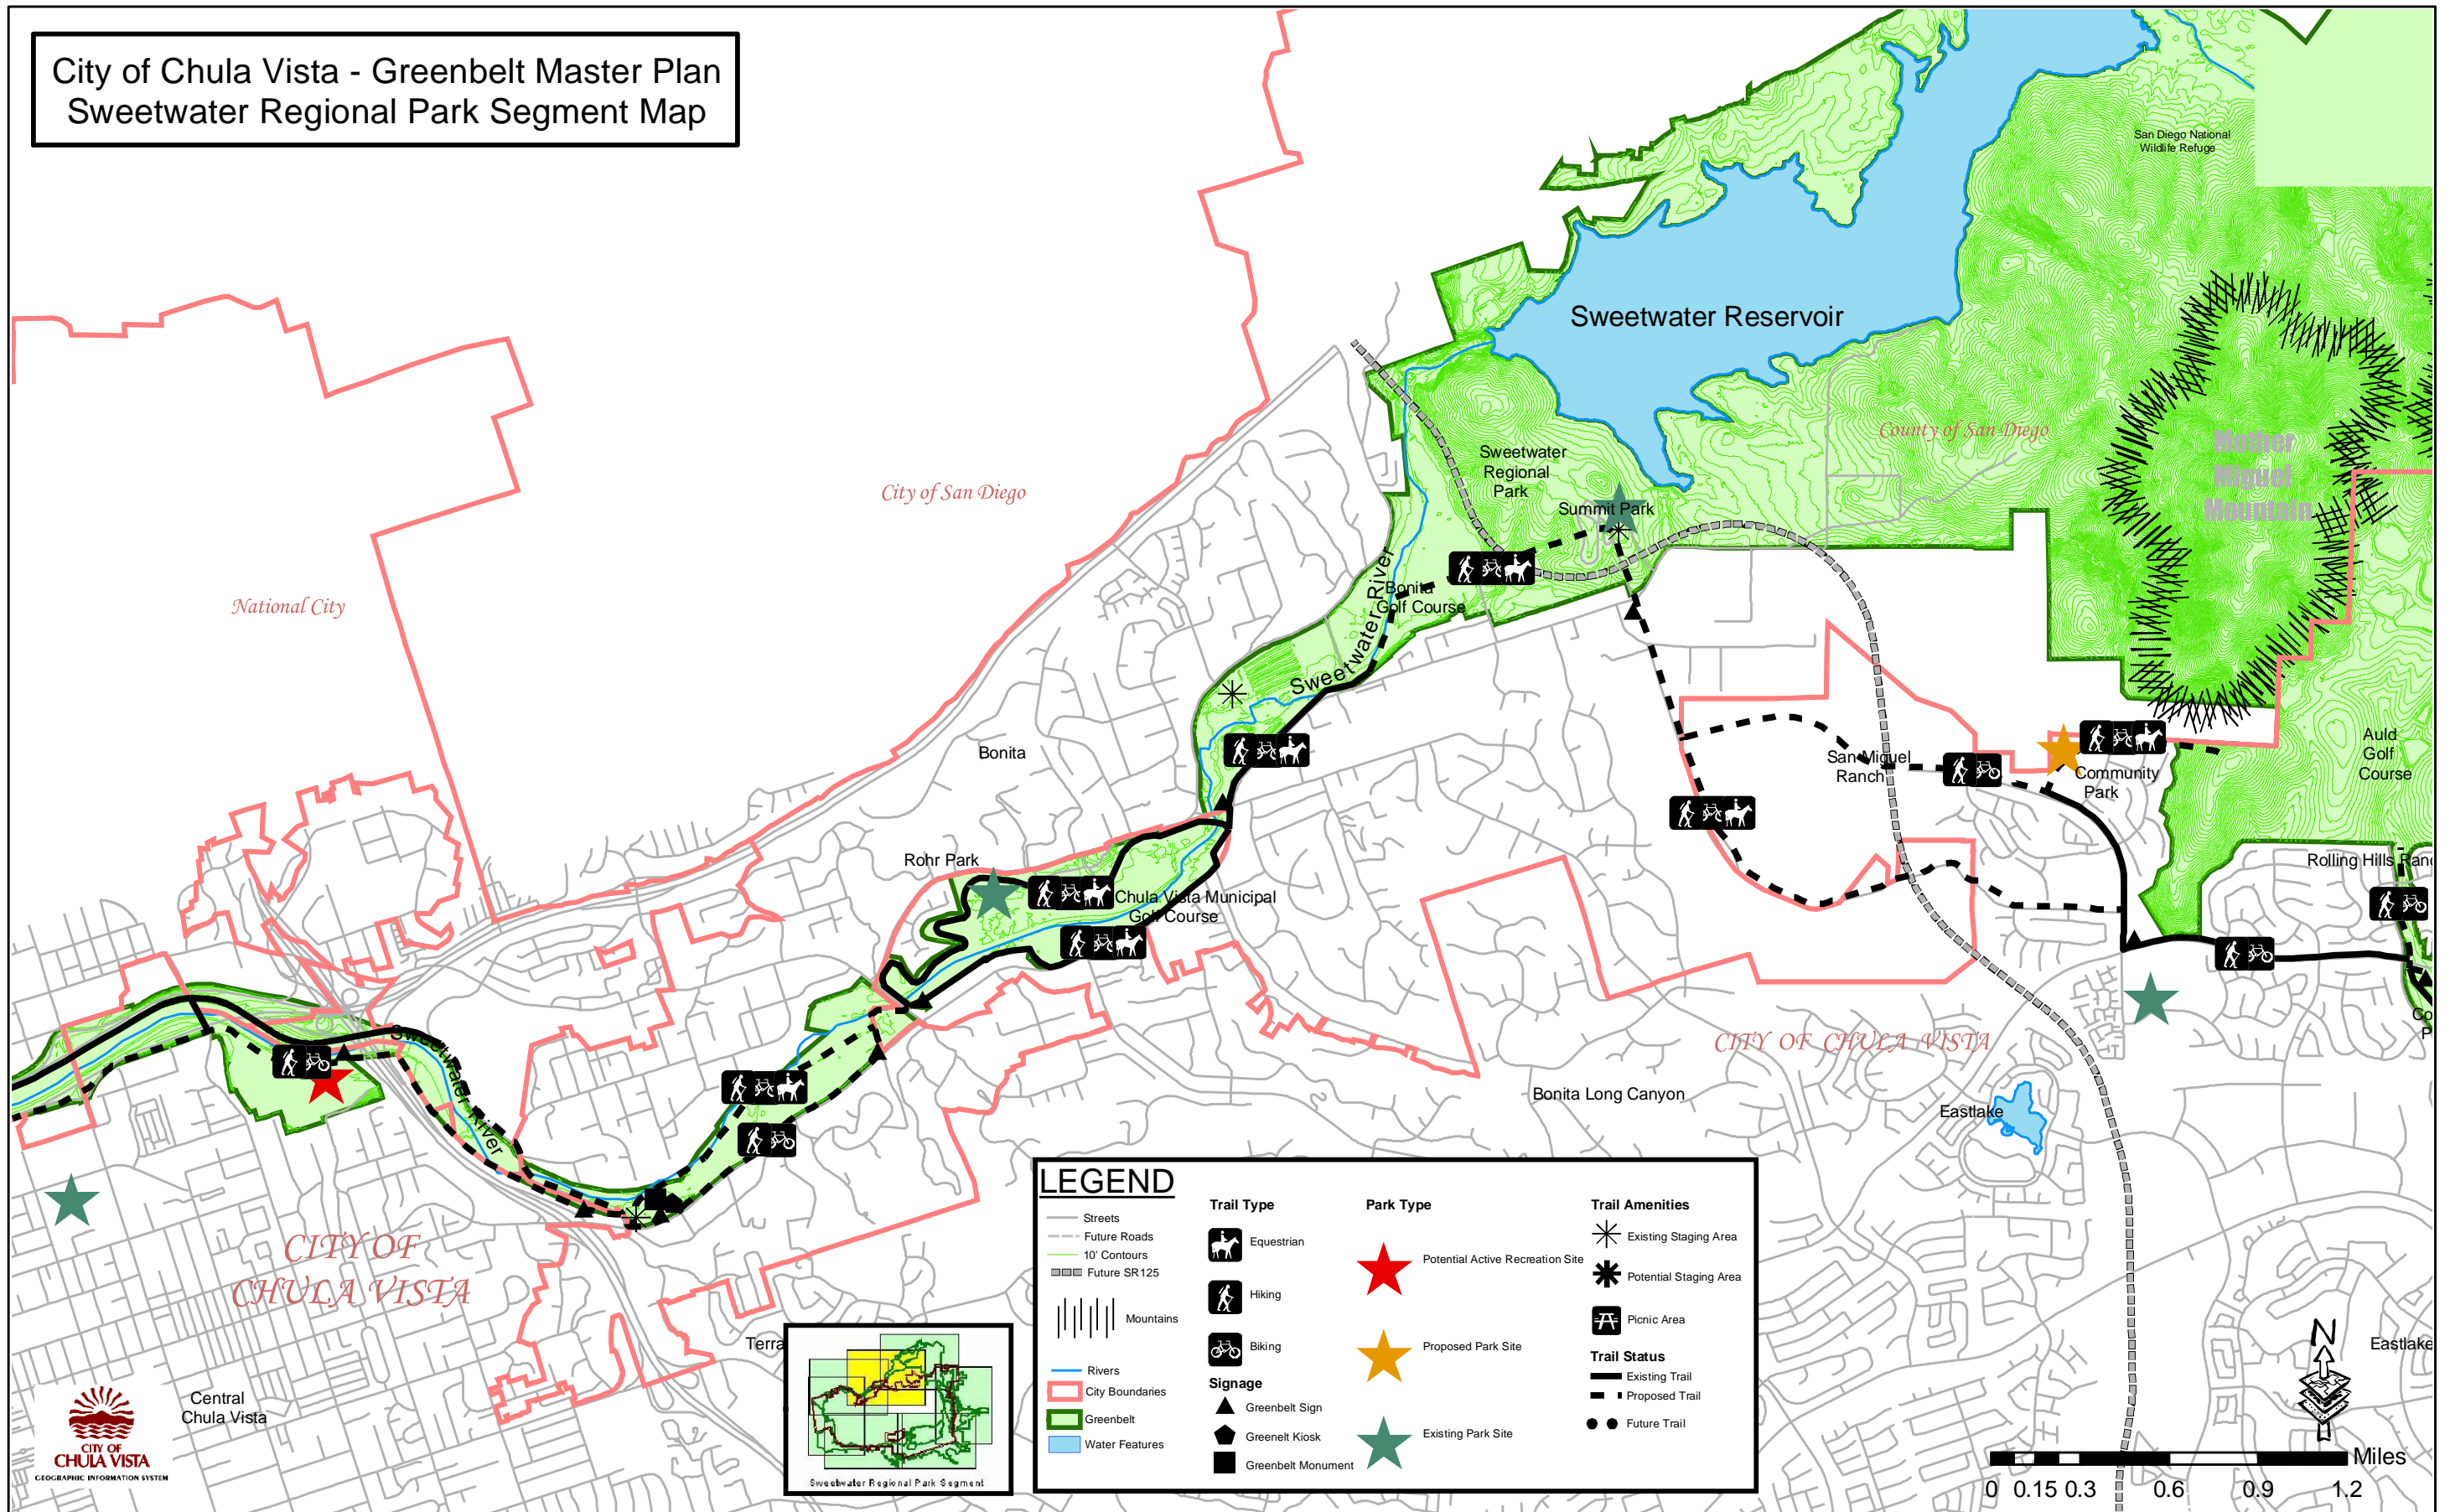 City of Chula Vista - Greenbelt Master Plan
Sweetwater Regional Park Segment Map
San Diego National
Wildlife Refuge
Sweetwater Reservoir
County of San Diego
Mother
Miguel
Mountain
Sweetwater
Regional
Park
Summit Park
City of San Diego
National City
Bonita
Golf Course
Sweetwater River
Bonita
San Miguel
Ranch
Community
Park
Auld
Golf
Course
Rohr Park
Chula Vista Municipal
Golf Course
Rolling Hills Ranc
Sweetwater River
CITY OF CHULA VISTA
Co
P
Bonita Long Canyon
Eastlake
CITY OF
CHULA VISTA
Terra
Eastlake
Central
Chula Vista
CITY OF
CHULA VISTA
GEOGRAPHIC INFORMATION SYSTEM
Sweetwater Regional Park Segment
LEGEND
Streets
Future Roads
10' Contours
Future SR125
Mountains
Rivers
City Boundaries
Greenbelt
Water Features
Trail Type
Equestrian
Hiking
Biking
Signage
Greenbelt Sign
Greenelt Kiosk
Greenbelt Monument
Park Type
Potential Active Recreation Site
Proposed Park Site
Existing Park Site
Trail Amenities
Existing Staging Area
Potential Staging Area
Picnic Area
Trail Status
Existing Trail
Proposed Trail
Future Trail
N
Miles
0 0.15 0.3 0.6 0.9 1.2